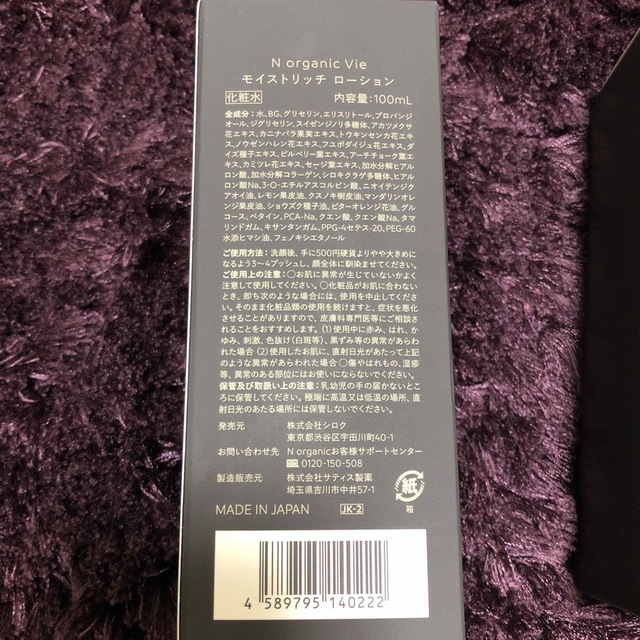 N organic Vie
モイストリッチ ローション
化粧水 内容量：100mL
全成分：水、BG、グリセリン、エリスリトール、プロパンジ
オール、ジグリセリン、スイゼンジノリ多糖体、アカツメクサ
花エキス、カニナバラ果実エキス、トウキンセンカ花エキス
、ノウゼンハレン花エキス、フユボダイジュ花エキス、ダ
イズ種子エキス、ビルベリー葉エキス、アーチチョーク葉エ
キス、カミツレ花エキス、セージ葉エキス、加水分解ヒアル
ロン酸、加水分解コラーゲン、シロキクラゲ多糖体、ヒアル
ロン酸Na、3-O-エチルアスコルビン酸、ニオイテンジク
アオイ油、レモン果皮油、クスノキ樹皮油、マンダリンオレ
ンジ果皮油、ショウズク種子油、ビターオレンジ花油、グル
コース、ベタイン、PCA-Na、クエン酸、クエン酸Na、タマ
リンドガム、キサンタンガム、PPG-4セテス-20、PEG-60
水添ヒマシ油、フェノキシエタノール
ご使用方法：洗顔後、手に500円硬貨よりやや大きめに
なるよう3〜4プッシュし、顔全体に馴染ませてください。
ご使用上の注意：○お肌に異常が生じていないかよく
注意して使用してください。○化粧品がお肌に合わない
とき、即ち次のような場合には、使用を中止してくださ
い。そのまま化粧品類の使用を続けますと、症状を悪化
させることがありますので、皮膚科専門医等にご相談さ
れることをおすすめします。（1）使用中に赤み、はれ、か
ゆみ、刺激、色抜け（白斑等）、黒ずみ等の異常があらわ
れた場合（2）使用したお肌に、直射日光があたって上記
のような異常があらわれた場合○傷やはれもの、湿疹
等、異常のある部位にはお使いにならないでください。
保管及び取扱い上の注意：乳幼児の手の届かないとこ
ろに保管してください。極端に高温又は低温の場所、直
射日光のあたる場所には保管しないでください。
発売元 株式会社シロク
東京都渋谷区宇田川町40-1
お問い合わせ先 N organicお客様サポートセンター
0120-150-508
製造販売元 株式会社サティス製薬
埼玉県吉川市中井57-1
紙
箱
MADE IN JAPAN JK-2
4 589795 140222